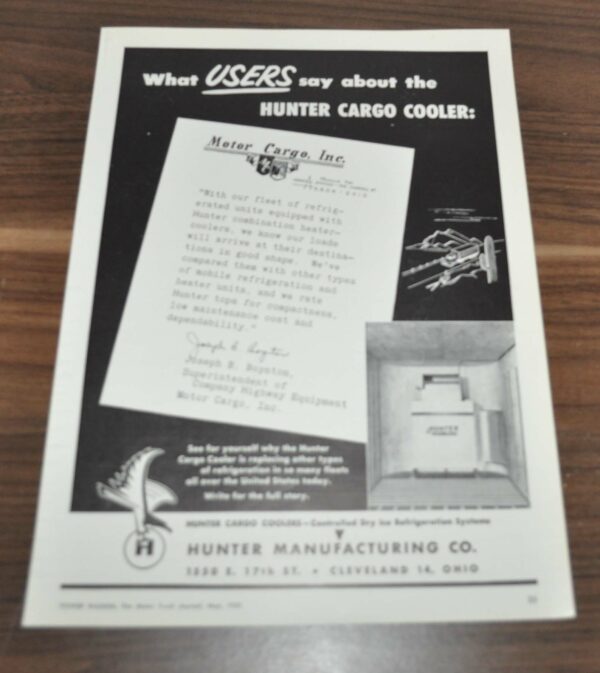 What USERS say about the
HUNTER CARGO COOLER:
Motor Cargo, Inc.
"With our fleet of refrig-
erated units equipped with
Hunter combination heater-
coolers, we know our loads
will arrive at their destina-
tions in good shape. We've
compared them with other types
of mobile refrigeration and
heater units, and we rate
Hunter tops for compactness,
low maintenance cost and
dependability."
Joseph B. Boynton,
Superintendent of
Company Highway Equipment
Motor Cargo, Inc.
HUNTER
See for yourself why the Hunter
Cargo Cooler is replacing other types
of refrigeration in so many fleets
all over the United States today.
Write for the full story.
H
HUNTER CARGO COOLERS—Controlled Dry Ice Refrigeration Systems
HUNTER MANUFACTURING CO.
E. 17th ST. • CLEVELAND 14, OHIO